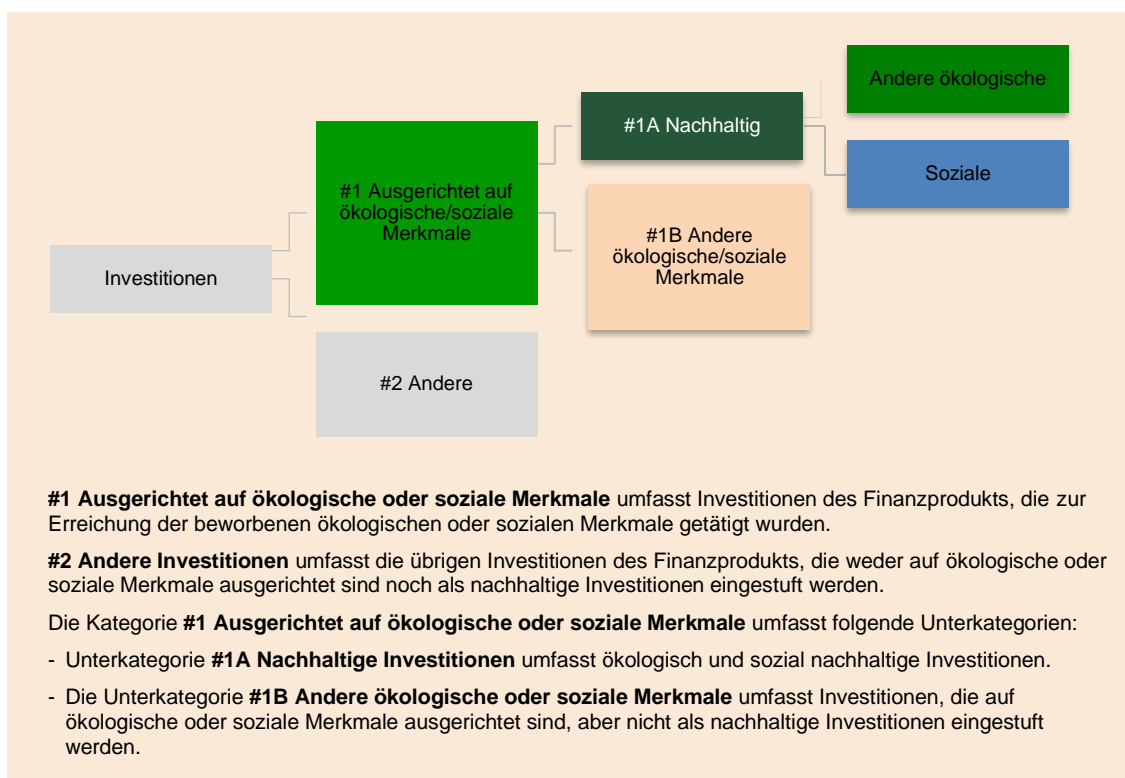 Andere ökologische
#1A Nachhaltig
Soziale
#1 Ausgerichtet auf
ökologische/soziale
Merkmale
#1B Andere
ökologische/soziale
Merkmale
Investitionen
#2 Andere
#1 Ausgerichtet auf ökologische oder soziale Merkmale umfasst Investitionen des Finanzprodukts, die zur
Erreichung der beworbenen ökologischen oder sozialen Merkmale getätigt wurden.
#2 Andere Investitionen umfasst die übrigen Investitionen des Finanzprodukts, die weder auf ökologische oder
soziale Merkmale ausgerichtet sind noch als nachhaltige Investitionen eingestuft werden.
Die Kategorie #1 Ausgerichtet auf ökologische oder soziale Merkmale umfasst folgende Unterkategorien:
- Unterkategorie #1A Nachhaltige Investitionen umfasst ökologisch und sozial nachhaltige Investitionen.
- Die Unterkategorie #1B Andere ökologische oder soziale Merkmale umfasst Investitionen, die auf
ökologische oder soziale Merkmale ausgerichtet sind, aber nicht als nachhaltige Investitionen eingestuft
werden.